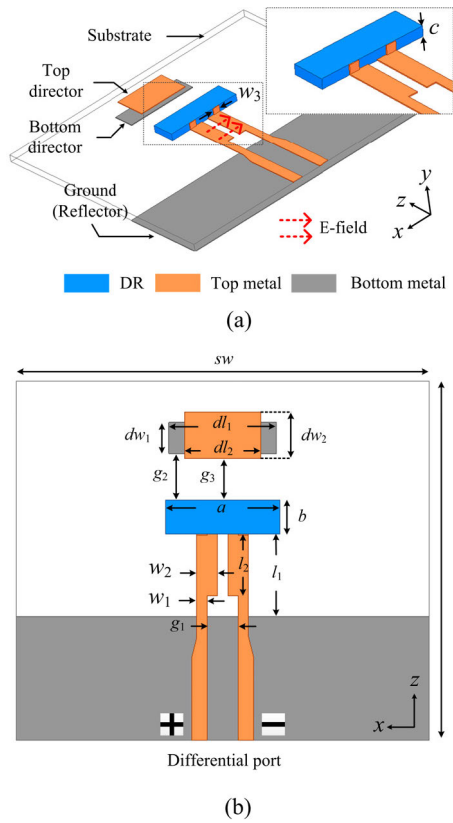 Substrate
Top
director
Bottom
director
w3
c
Ground
(Reflector)
E-field
y
z
x
DR Top metal Bottom metal
(a)
sw
dl1
dw1
dw2
dl2
g2
g3
a
b
l2
l1
w2
w1
g1
z
x
+ −
Differential port
(b)